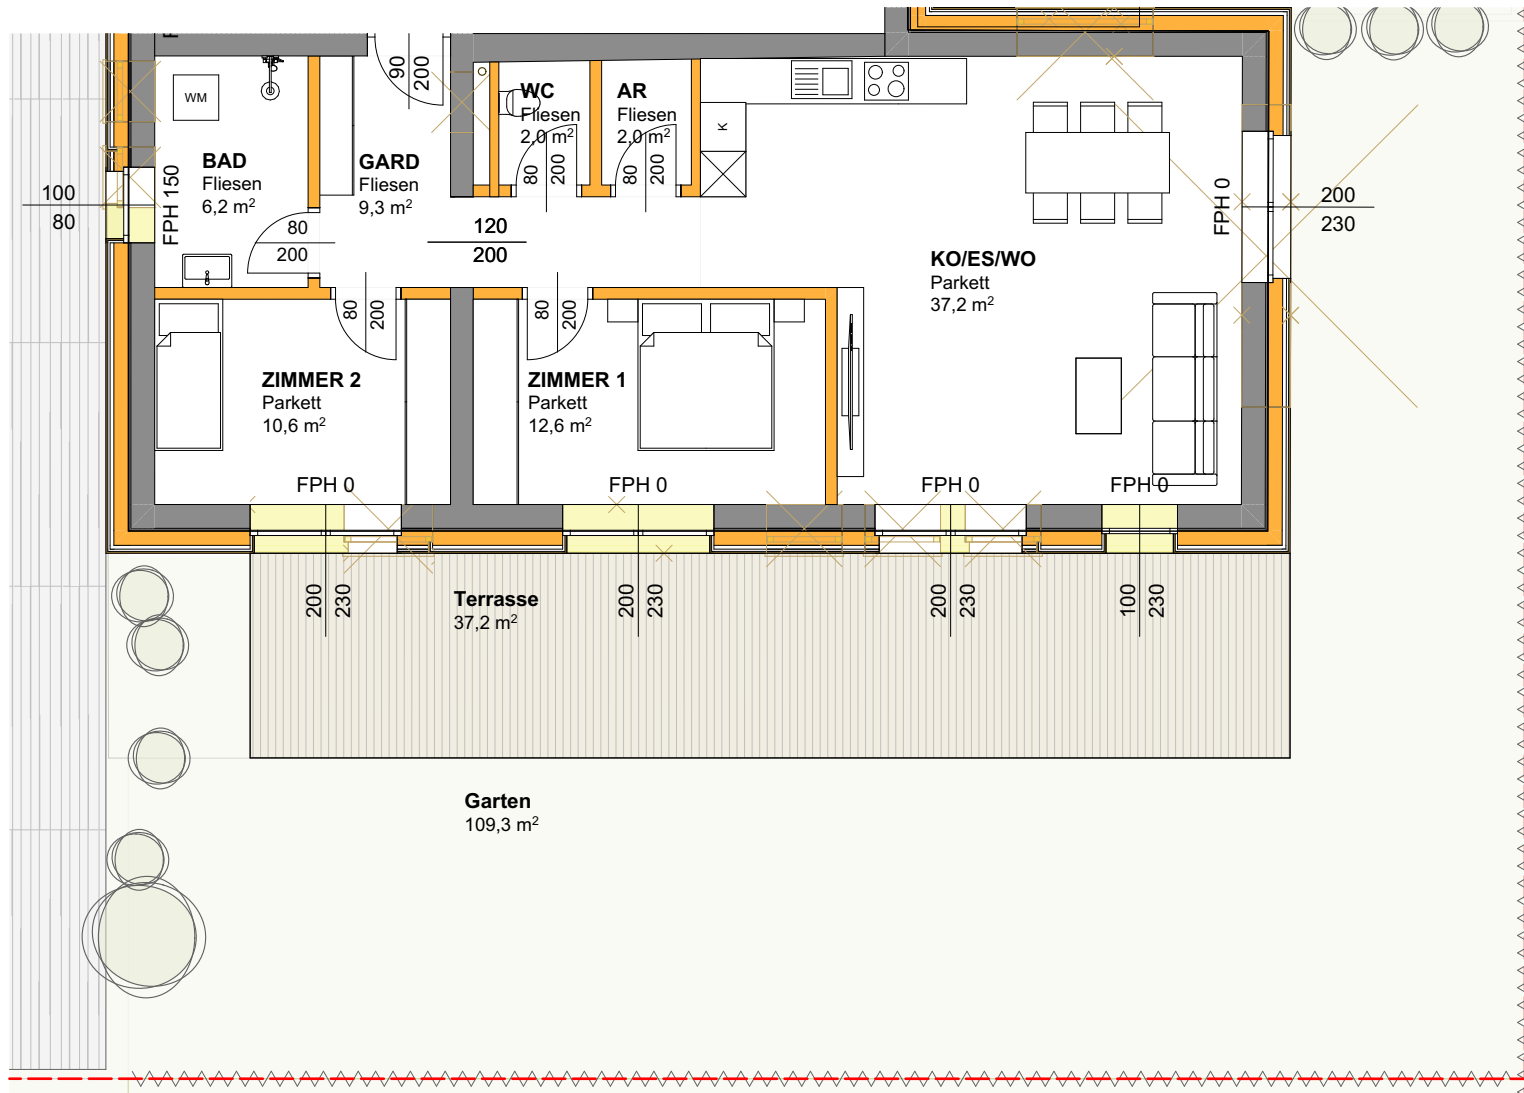 90
200
WM
WC
Fliesen
2,0 m²
AR
Fliesen
2,0 m²
K
BAD
Fliesen
6,2 m²
GARD
Fliesen
9,3 m²
80
200
80
200
100
80
FPH 150
80
200
120
200
FPH 0
200
230
KO/ES/WO
Parkett
37,2 m²
80
200
80
200
ZIMMER 2
Parkett
10,6 m²
ZIMMER 1
Parkett
12,6 m²
FPH 0
FPH 0
FPH 0
FPH 0
200
230
200
230
200
230
100
230
Terrasse
37,2 m²
Garten
109,3 m²